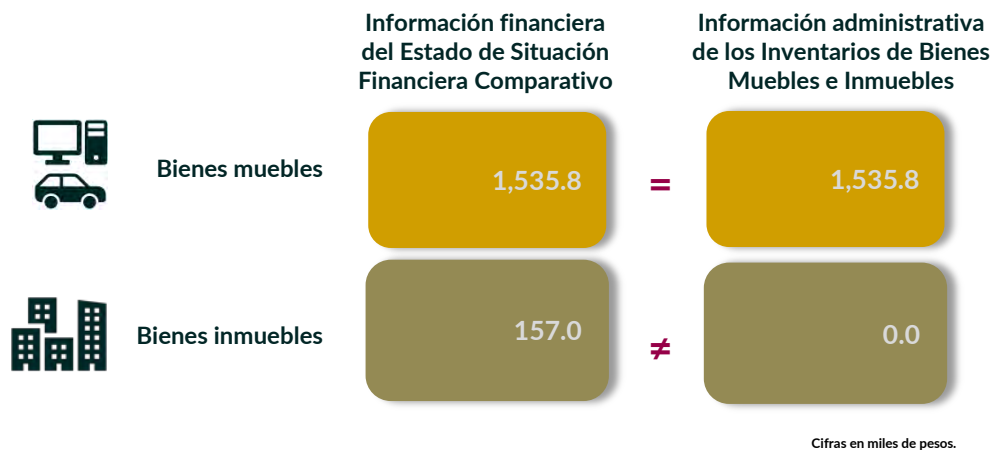 Información financiera
del Estado de Situación
Financiera Comparativo
Información administrativa
de los Inventarios de Bienes
Muebles e Inmuebles
Bienes muebles
1,535.8
=
1,535.8
Bienes inmuebles
157.0
≠
0.0
Cifras en miles de pesos.